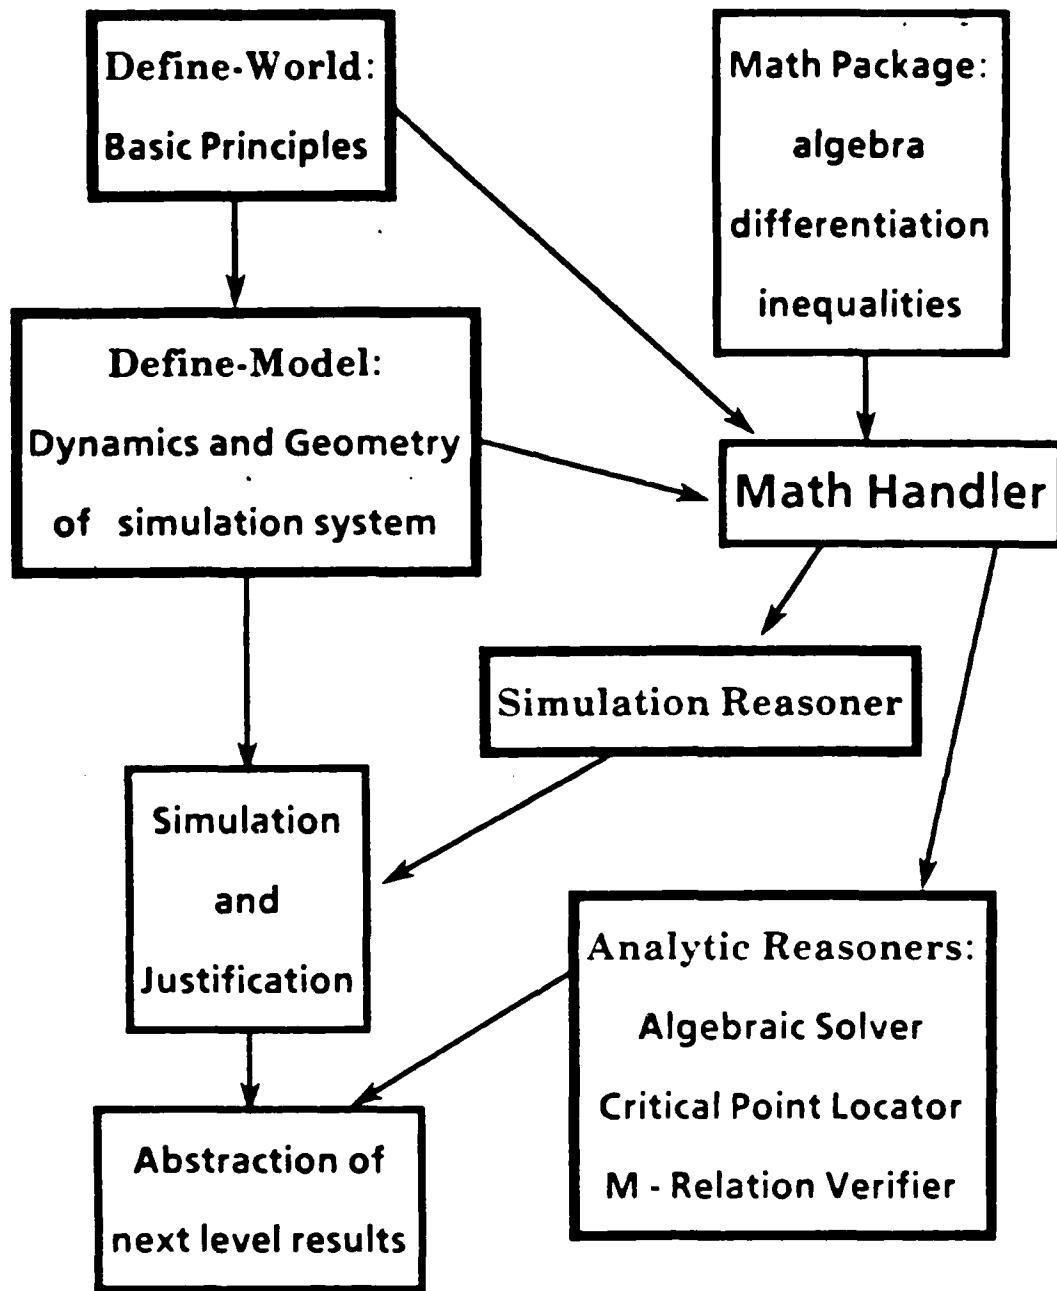 Define-World:
Basic Principles
Math Package:
algebra
differentiation
inequalities
Define-Model:
Dynamics and Geometry
of simulation system
Math Handler
Simulation Reasoner
Simulation
and
Justification
Analytic Reasoners:
Algebraic Solver
Critical Point Locator
M - Relation Verifier
Abstraction of
next level results